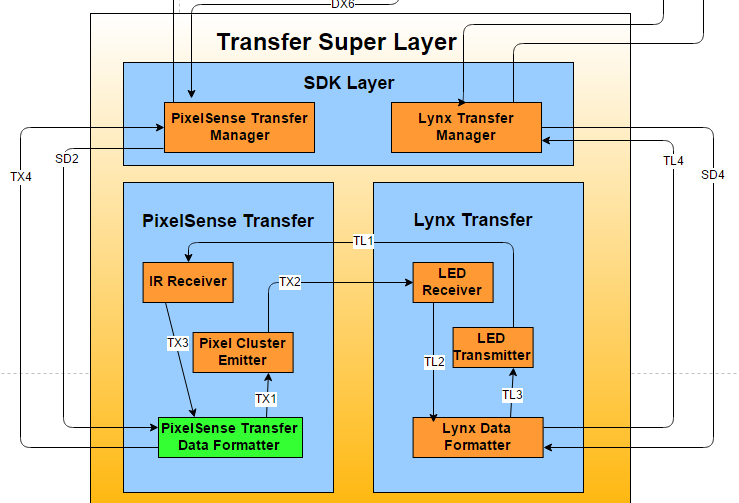 DX6
Transfer Super Layer
SDK Layer
PixelSense Transfer
Manager
Lynx Transfer
Manager
TX4
SD2
TL4
SD4
PixelSense Transfer
Lynx Transfer
TL1
IR Receiver
TX2
LED
Receiver
TX3
Pixel Cluster
Emitter
TL2
LED
Transmitter
TX1
TL3
PixelSense Transfer
Data Formatter
Lynx Data
Formatter